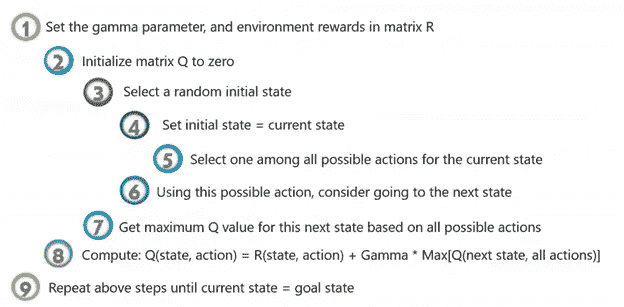 1 Set the gamma parameter, and environment rewards in matrix R
2 Initialize matrix Q to zero
3 Select a random initial state
4 Set initial state = current state
5 Select one among all possible actions for the current state
6 Using this possible action, consider going to the next state
7 Get maximum Q value for this next state based on all possible actions
8 Compute: Q(state, action) = R(state, action) + Gamma * Max[Q(next state, all actions)]
9 Repeat above steps until current state = goal state